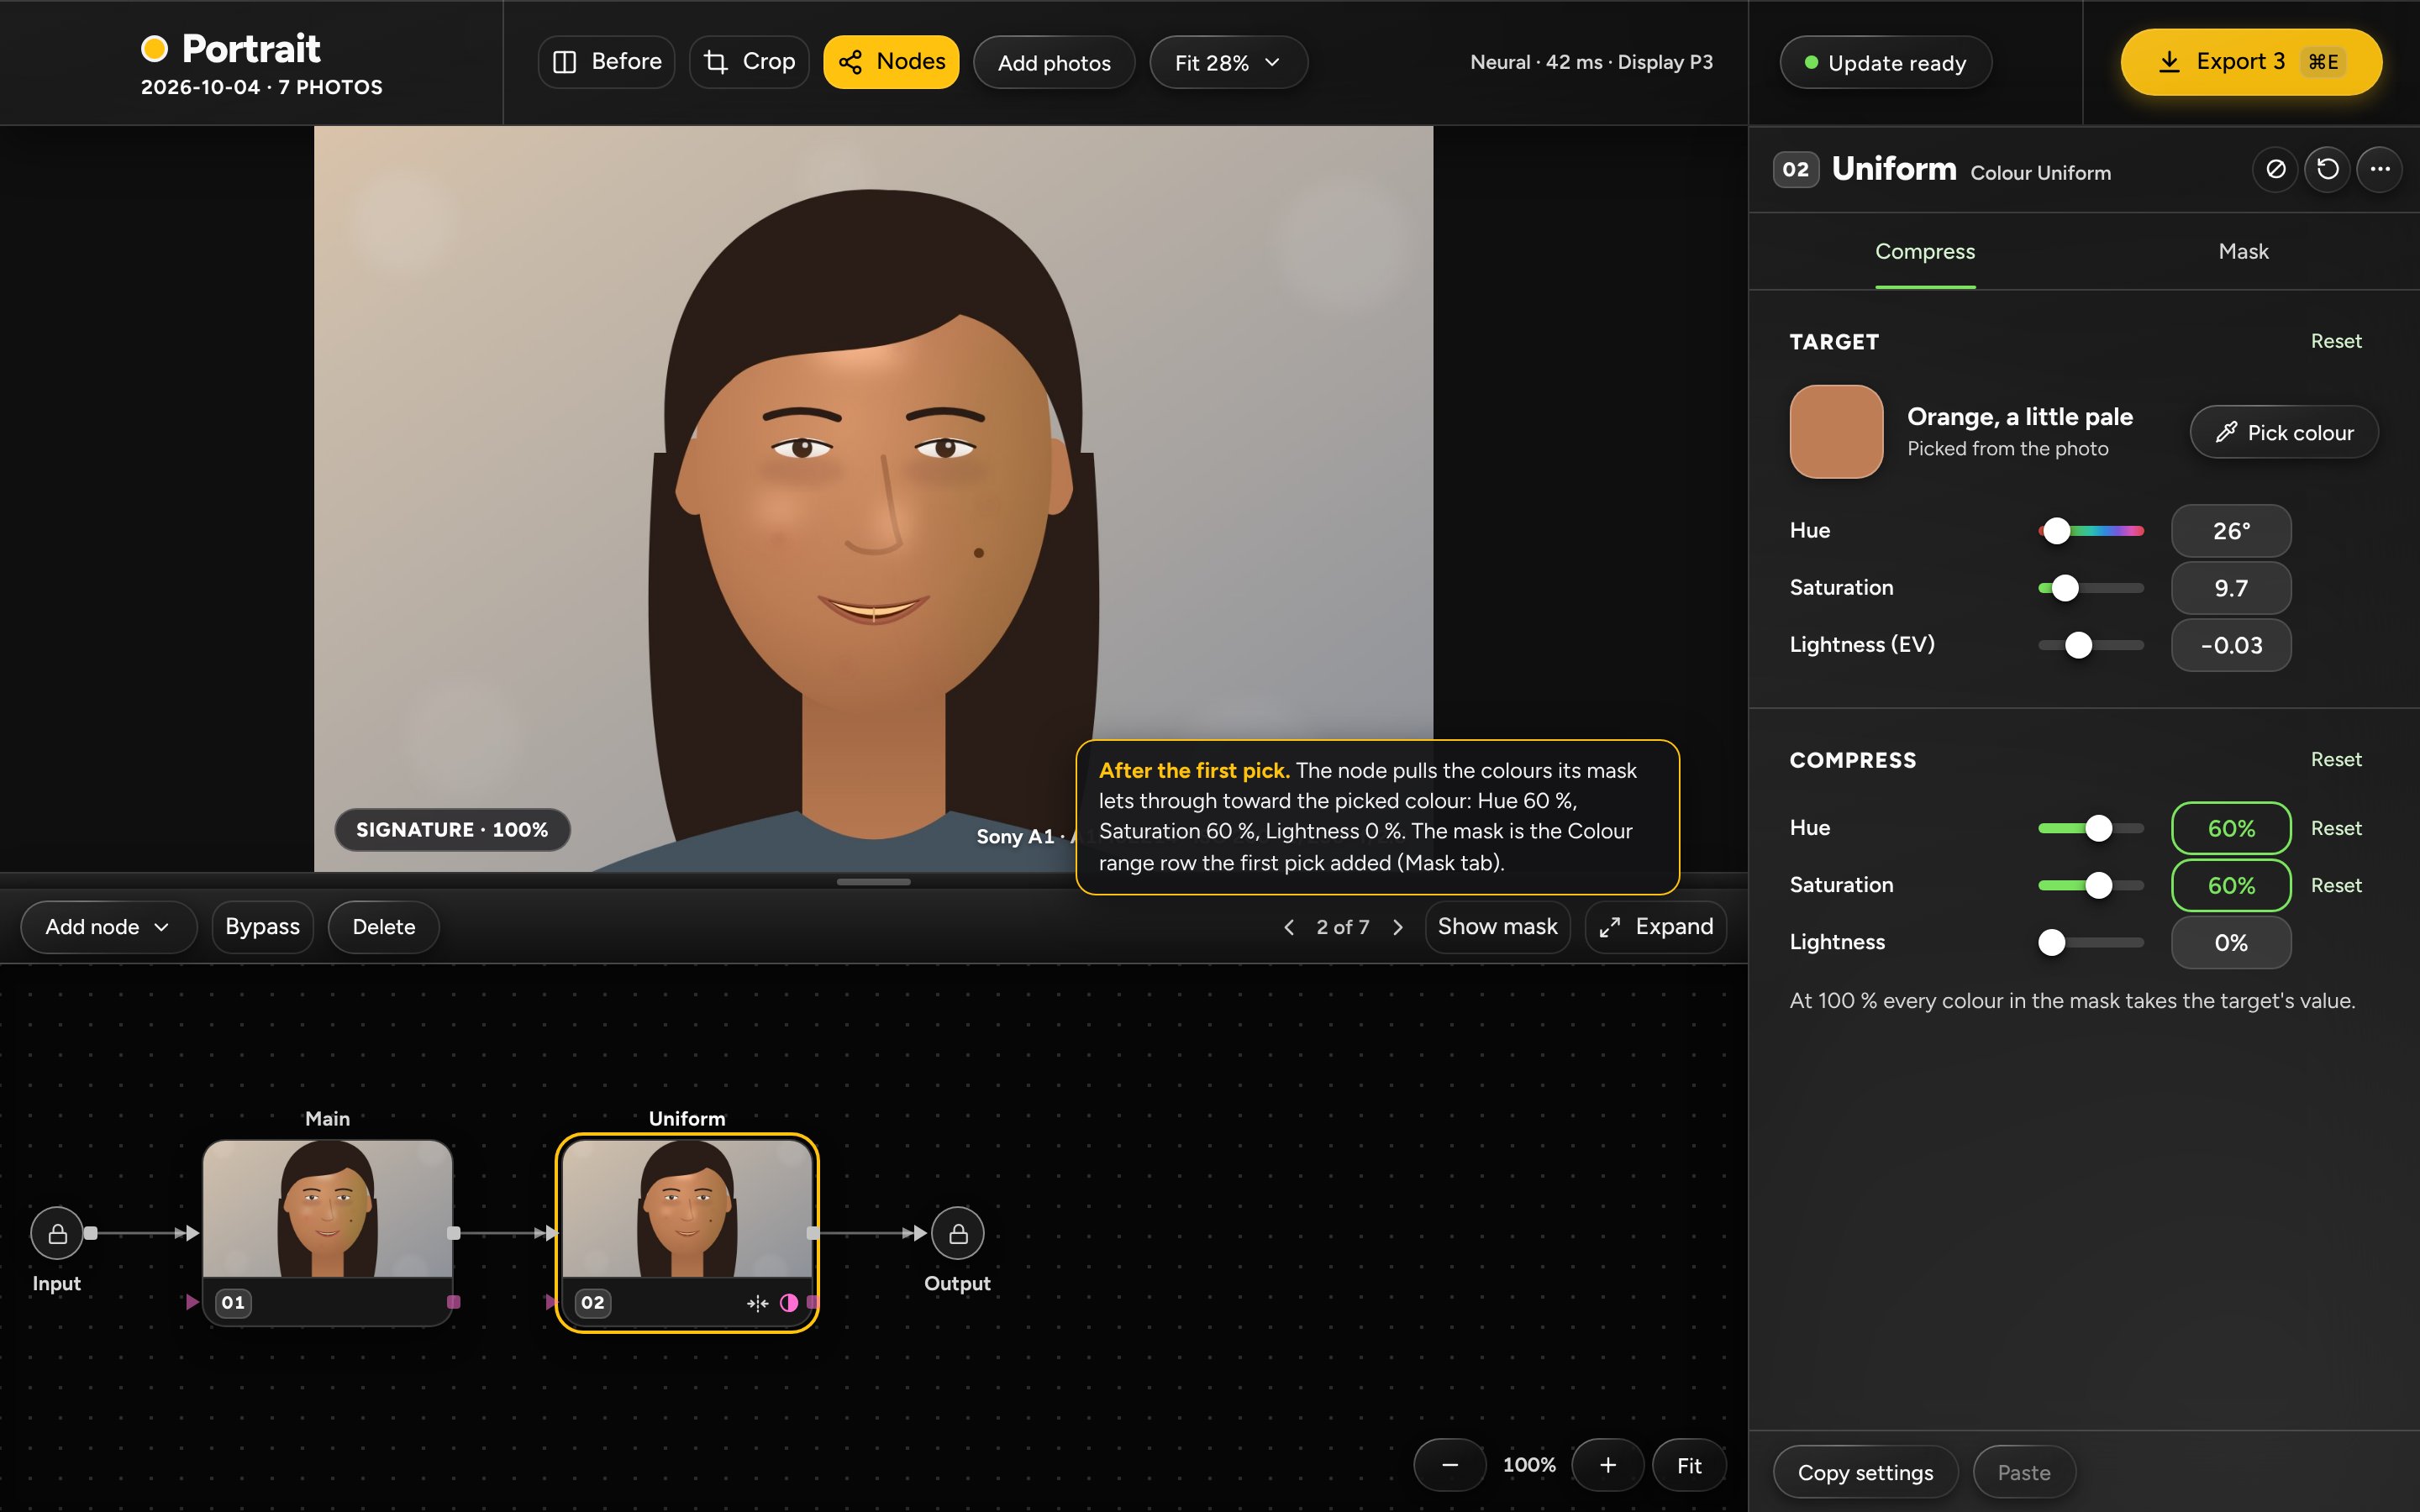 Portrait
2026-10-04 · 7 PHOTOS
Before
Crop
Nodes
Add photos
Fit 28%
Neural · 42 ms · Display P3
Update ready
Export 3 ⌘E
02 Uniform Colour Uniform
Compress
Mask
TARGET
Reset
Orange, a little pale
Picked from the photo
Pick colour
Hue
26°
Saturation
9.7
Lightness (EV)
−0.03
COMPRESS
Reset
Hue
60%
Reset
Saturation
60%
Reset
Lightness
0%
At 100 % every colour in the mask takes the target's value.
SIGNATURE · 100%
Sony A1 ·
After the first pick. The node pulls the colours its mask
lets through toward the picked colour: Hue 60 %,
Saturation 60 %, Lightness 0 %. The mask is the Colour
range row the first pick added (Mask tab).
Add node
Bypass
Delete
2 of 7
Show mask
Expand
Main
Uniform
Input
01
02
Output
100%
Fit
Copy settings
Paste